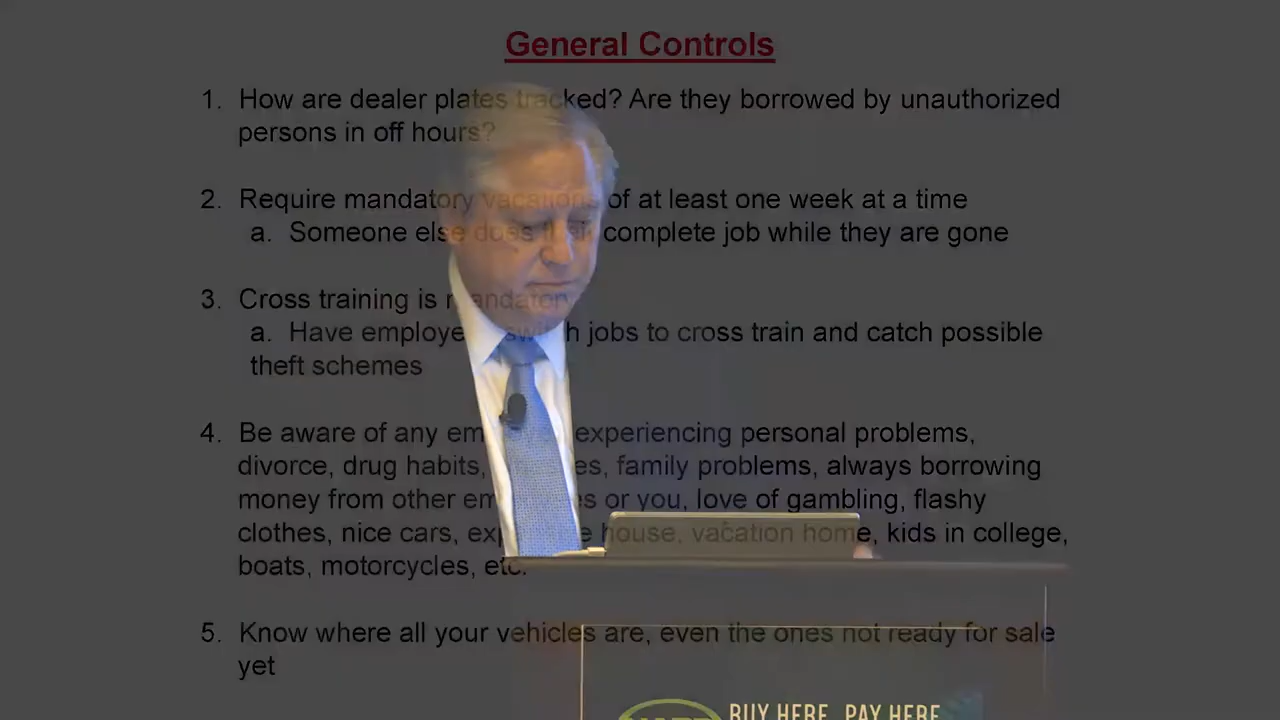 General Controls
1. How are dealer plates tracked? Are they borrowed by unauthorized
persons in off hours?
2. Require mandatory vacations of at least one week at a time
a. Someone else does their complete job while they are gone
3. Cross training is mandatory
a. Have employees switch jobs to cross train and catch possible
theft schemes
4. Be aware of any em experiencing personal problems,
divorce, drug habits, family problems, always borrowing
money from other em or you, love of gambling, flashy
clothes, nice cars, house, vacation home, kids in college,
boats, motorcycles, etc.
5. Know where all your vehicles are, even the ones not ready for sale
yet
BUY HERE, PAY HERE